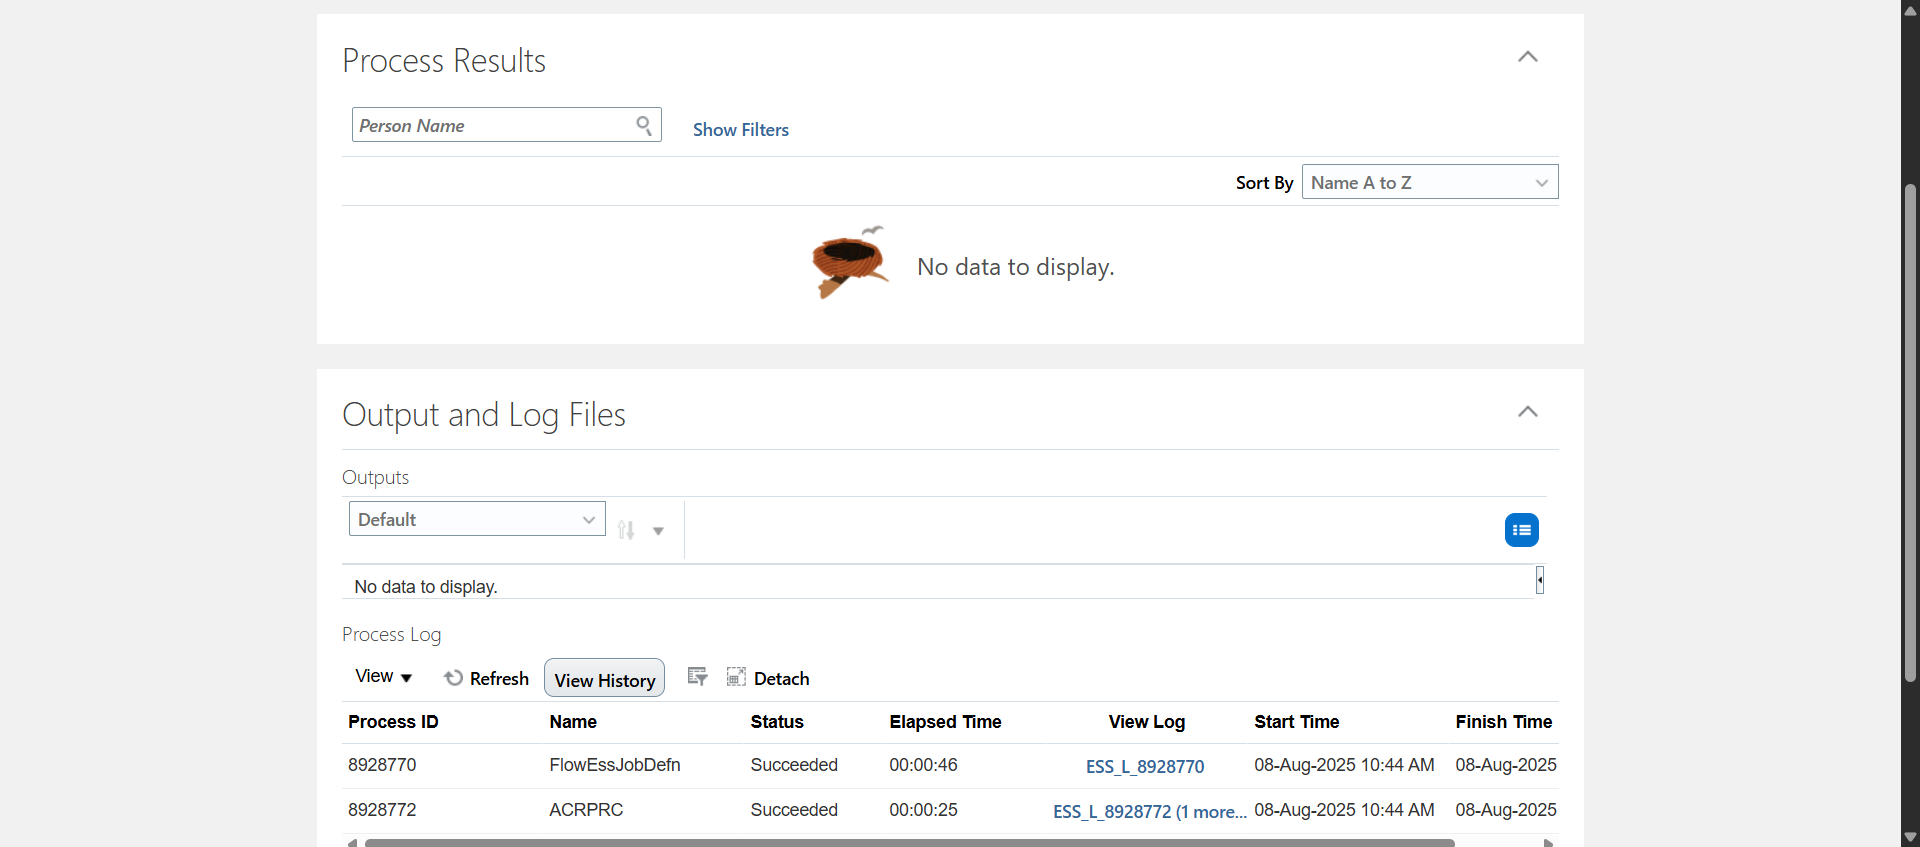 Process Results
Person Name
Show Filters
Sort By Name A to Z
No data to display.
Output and Log Files
Outputs
Default
No data to display.
Process Log
View Refresh View History Detach
Process ID Name Status Elapsed Time View Log Start Time Finish Time
8928770 FlowEssJobDefn Succeeded 00:00:46 ESS_L_8928770 08-Aug-2025 10:44 AM 08-Aug-2025
8928772 ACRPRC Succeeded 00:00:25 ESS_L_8928772 (1 more... 08-Aug-2025 10:44 AM 08-Aug-2025